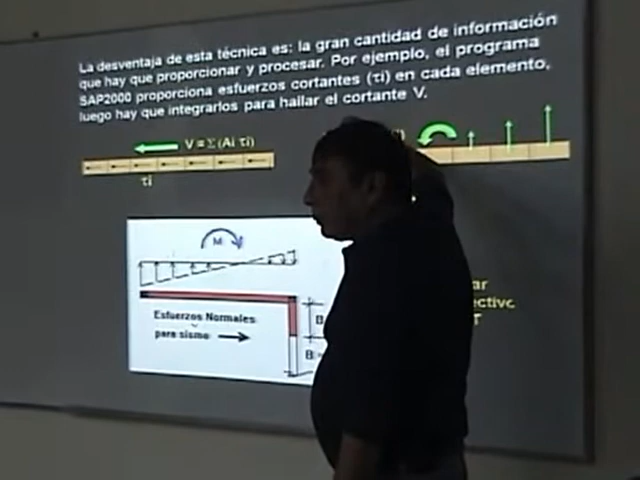 La desventaja de esta técnica es: la gran cantidad de información
que hay que proporcionar y procesar. Por ejemplo, el programa
SAP2000 proporciona esfuerzos cortantes (τi) en cada elemento,
luego hay que integrarlos para hallar el cortante V.
V = Σ (Ai τi)
τi
M
Esfuerzos Normales
para sismo
B
B
ar
ectivo
T